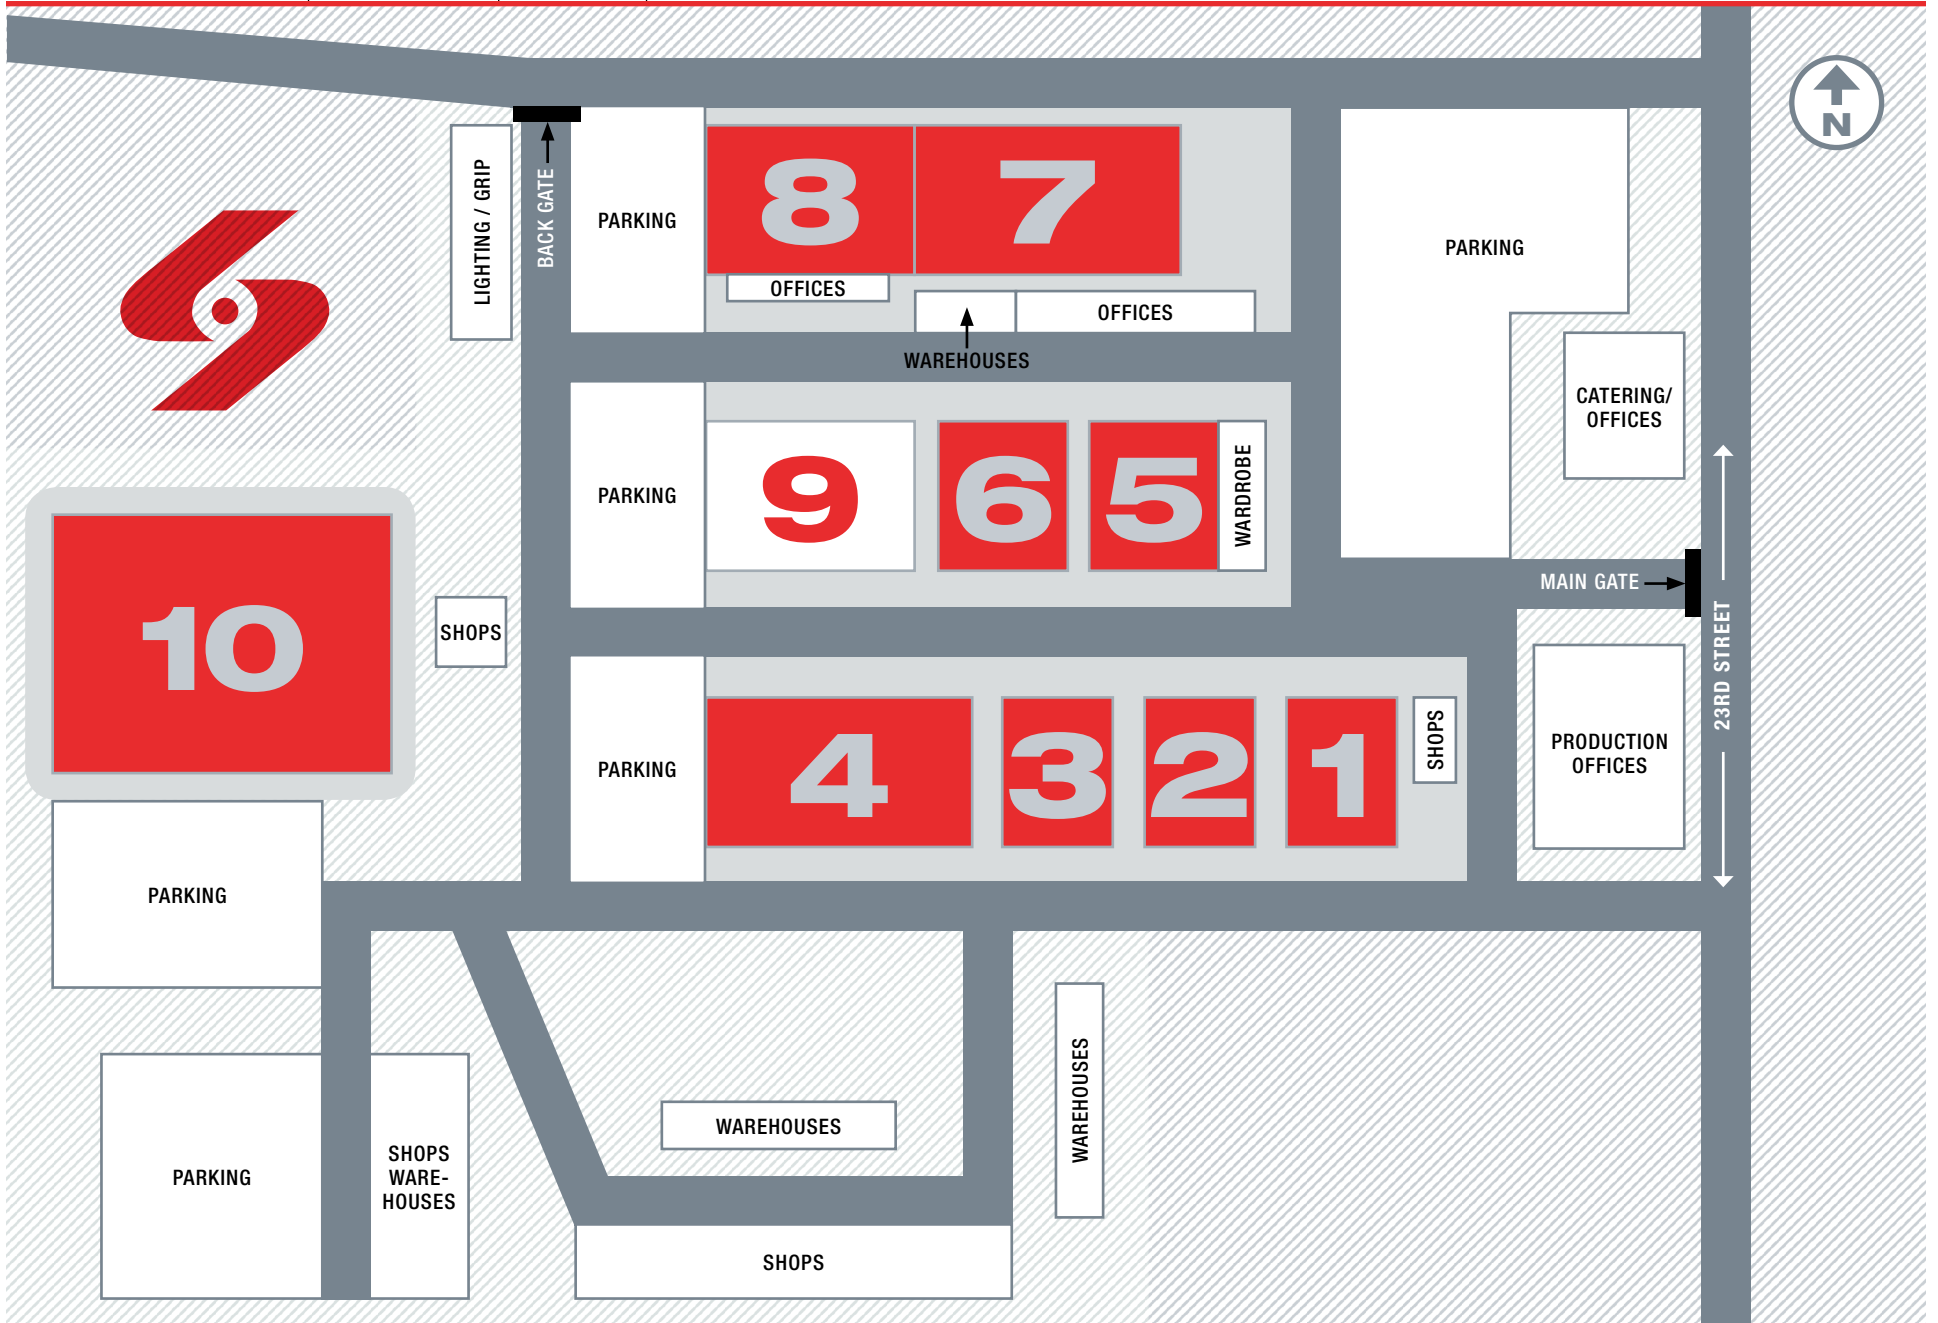 N
LIGHTING / GRIP
BACK GATE
PARKING
8
7
OFFICES
OFFICES
WAREHOUSES
PARKING
CATERING/
OFFICES
PARKING
9
6
5
WARDROBE
MAIN GATE
23RD STREET
10
SHOPS
PARKING
4
3
2
1
SHOPS
PRODUCTION
OFFICES
PARKING
WAREHOUSES
WAREHOUSES
PARKING
SHOPS
WARE-
HOUSES
SHOPS